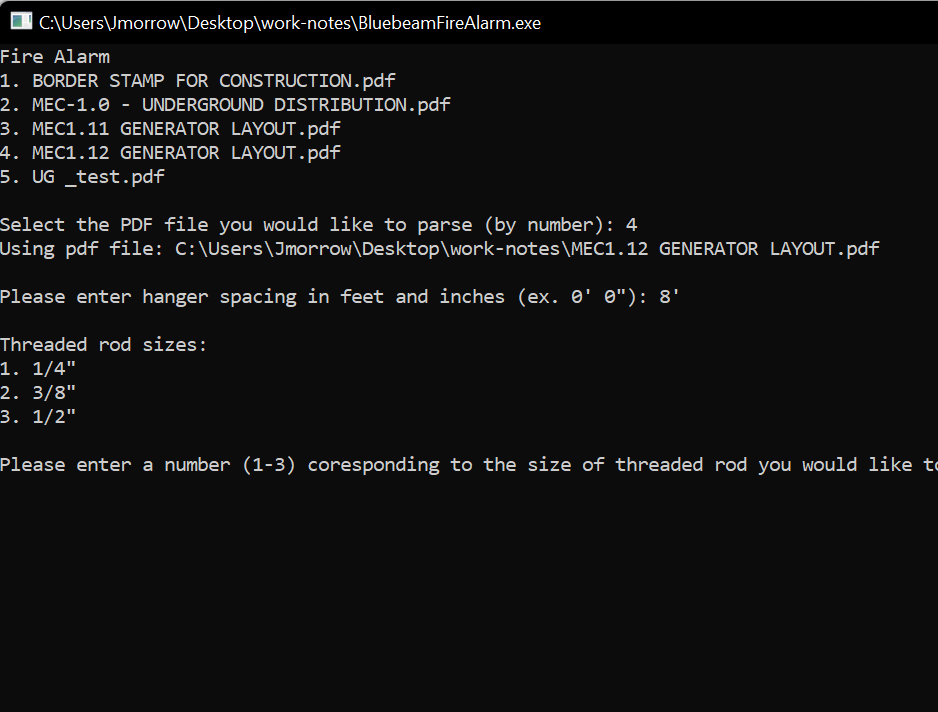 C:\Users\Jmorrow\Desktop\work-notes\BluebeamFireAlarm.exe
Fire Alarm
1. BORDER STAMP FOR CONSTRUCTION.pdf
2. MEC-1.0 - UNDERGROUND DISTRIBUTION.pdf
3. MEC1.11 GENERATOR LAYOUT.pdf
4. MEC1.12 GENERATOR LAYOUT.pdf
5. UG _test.pdf
Select the PDF file you would like to parse (by number): 4
Using pdf file: C:\Users\Jmorrow\Desktop\work-notes\MEC1.12 GENERATOR LAYOUT.pdf
Please enter hanger spacing in feet and inches (ex. 0' 0"): 8'
Threaded rod sizes:
1. 1/4"
2. 3/8"
3. 1/2"
Please enter a number (1-3) coresponding to the size of threaded rod you would like to